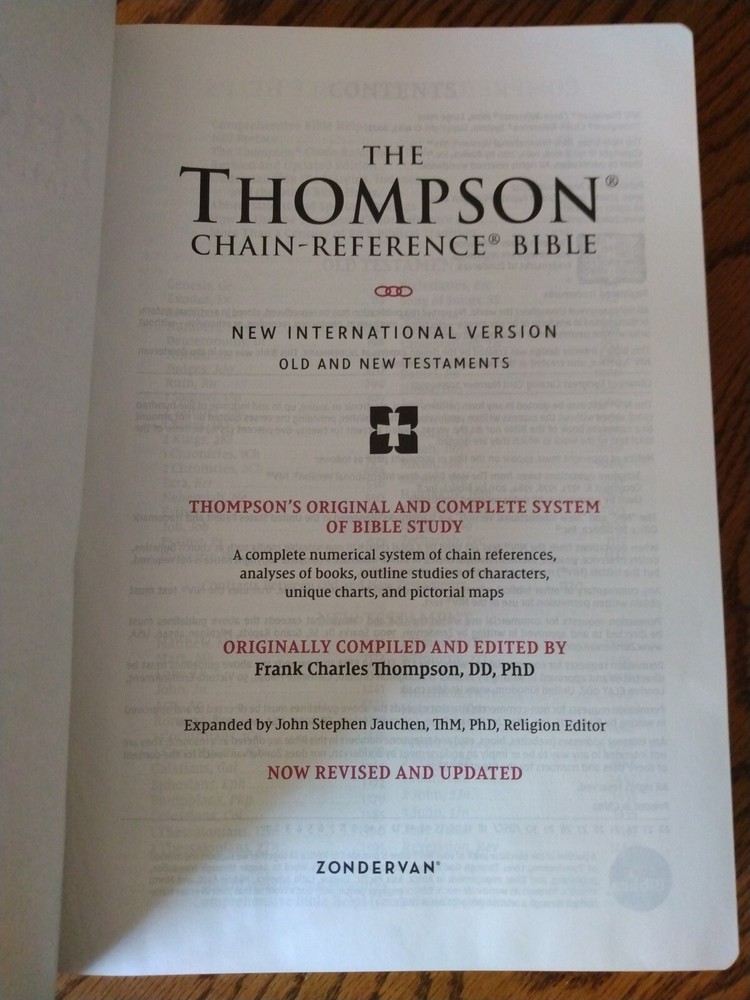 THE
THOMPSON®
CHAIN-REFERENCE® BIBLE
NEW INTERNATIONAL VERSION
OLD AND NEW TESTAMENTS
THOMPSON'S ORIGINAL AND COMPLETE SYSTEM
OF BIBLE STUDY
A complete numerical system of chain references,
analyses of books, outline studies of characters,
unique charts, and pictorial maps
ORIGINALLY COMPILED AND EDITED BY
Frank Charles Thompson, DD, PhD
Expanded by John Stephen Jauchen, ThM, PhD, Religion Editor
NOW REVISED AND UPDATED
ZONDERVAN®